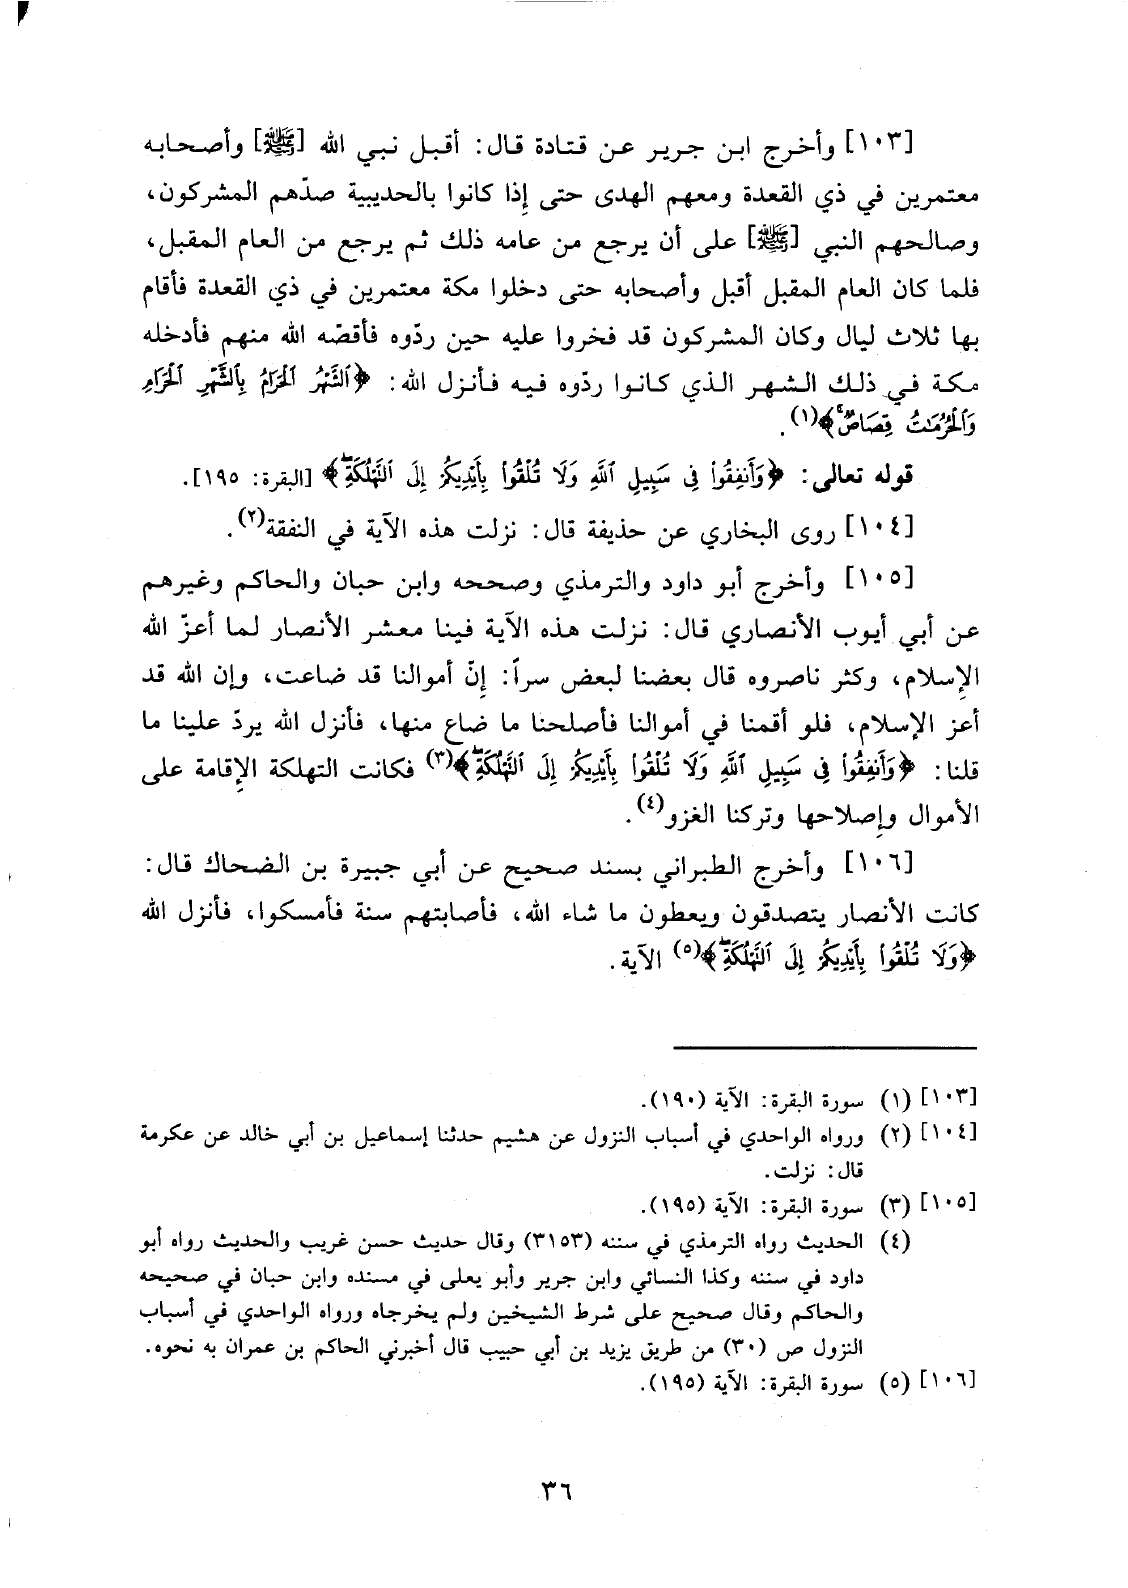 [١٠٣] وأخرج ابن جرير عن قتادة قال: أقبل نبي الله [ﷺ] وأصحابه
معتمرين في ذي القعدة ومعهم الهدى حتى إِذا كانوا بالحديبية صدّهم المشركون،
وصالحهم النبي [ﷺ] على أن يرجع من عامه ذلك ثم يرجع من العام المقبل،
فلما كان العام المقبل أقبل وأصحابه حتى دخلوا مكة معتمرين في ذي القعدة فأقام
بها ثلاث ليال وكان المشركون قد فخروا عليه حين ردّوه فأقصّه الله منهم فأدخله
مكة في ذلك الشهر الذي كانوا ردّوه فيه فأنزل الله: ﴿ٱلشَّهْرُ ٱلْحَرَامُ بِٱلشَّهْرِ ٱلْحَرَامِ
وَٱلْحُرُمَٰتُ قِصَاصٌ ۚ﴾(١).
قوله تعالى: ﴿وَأَنفِقُوا۟ فِى سَبِيلِ ٱللَّهِ وَلَا تُلْقُوا۟ بِأَيْدِيكُمْ إِلَى ٱلتَّهْلُكَةِ ۛ﴾ [البقرة: ١٩٥].
[١٠٤] روى البخاري عن حذيفة قال: نزلت هذه الآية في النفقة(٢).
[١٠٥] وأخرج أبو داود والترمذي وصححه وابن حبان والحاكم وغيرهم
عن أبي أيوب الأنصاري قال: نزلت هذه الآية فينا معشر الأنصار لما أعزّ الله
الإِسلام، وكثر ناصروه قال بعضنا لبعض سراً: إِنّ أموالنا قد ضاعت، وإن الله قد
أعز الإسلام، فلو أقمنا في أموالنا فأصلحنا ما ضاع منها، فأنزل الله يردّ علينا ما
قلنا: ﴿وَأَنفِقُوا۟ فِى سَبِيلِ ٱللَّهِ وَلَا تُلْقُوا۟ بِأَيْدِيكُمْ إِلَى ٱلتَّهْلُكَةِ ۛ﴾(٣) فكانت التهلكة الإِقامة على
الأموال وإِصلاحها وتركنا الغزو(٤).
[١٠٦] وأخرج الطبراني بسند صحيح عن أبي جبيرة بن الضحاك قال:
كانت الأنصار يتصدقون ويعطون ما شاء الله، فأصابتهم سنة فأمسكوا، فأنزل الله
﴿وَلَا تُلْقُوا۟ بِأَيْدِيكُمْ إِلَى ٱلتَّهْلُكَةِ ۛ﴾(٥) الآية.
[١٠٣] (١) سورة البقرة: الآية (١٩٠).
[١٠٤] (٢) ورواه الواحدي في أسباب النزول عن هشيم حدثنا إسماعيل بن أبي خالد عن عكرمة
قال: نزلت.
[١٠٥] (٣) سورة البقرة: الآية (١٩٥).
(٤) الحديث رواه الترمذي في سننه (٣١٥٣) وقال حديث حسن غريب والحديث رواه أبو
داود في سننه وكذا النسائي وابن جرير وأبو يعلى في مسنده وابن حبان في صحيحه
والحاكم وقال صحيح على شرط الشيخين ولم يخرجاه ورواه الواحدي في أسباب
النزول ص (٣٠) من طريق يزيد بن أبي حبيب قال أخبرني الحاكم بن عمران به نحوه.
[١٠٦] (٥) سورة البقرة: الآية (١٩٥).
٣٦